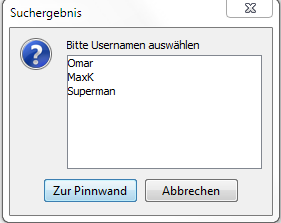 Suchergebnis
Bitte Usernamen auswählen
Omar
MaxK
Superman
Zur Pinnwand
Abbrechen